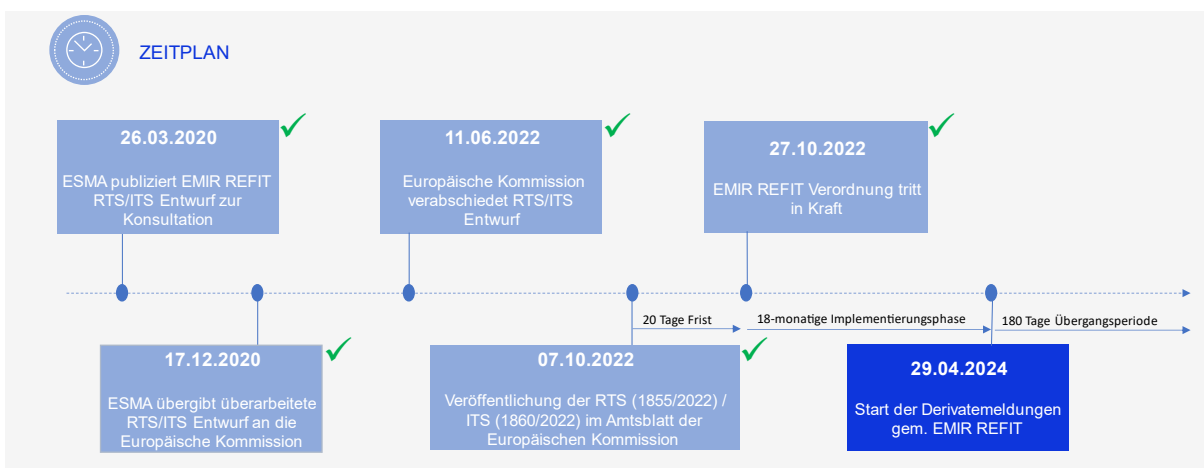 ZEITPLAN
26.03.2020
ESMA publiziert EMIR REFIT
RTS/ITS Entwurf zur
Konsultation
11.06.2022
Europäische Kommission
verabschiedet RTS/ITS
Entwurf
27.10.2022
EMIR REFIT Verordnung tritt
in Kraft
20 Tage Frist
18-monatige Implementierungsphase
180 Tage Übergangsperiode
17.12.2020
ESMA übergibt überarbeitete
RTS/ITS Entwurf an die
Europäische Kommission
07.10.2022
Veröffentlichung der RTS (1855/2022) /
ITS (1860/2022) im Amtsblatt der
Europäischen Kommission
29.04.2024
Start der Derivatemeldungen
gem. EMIR REFIT